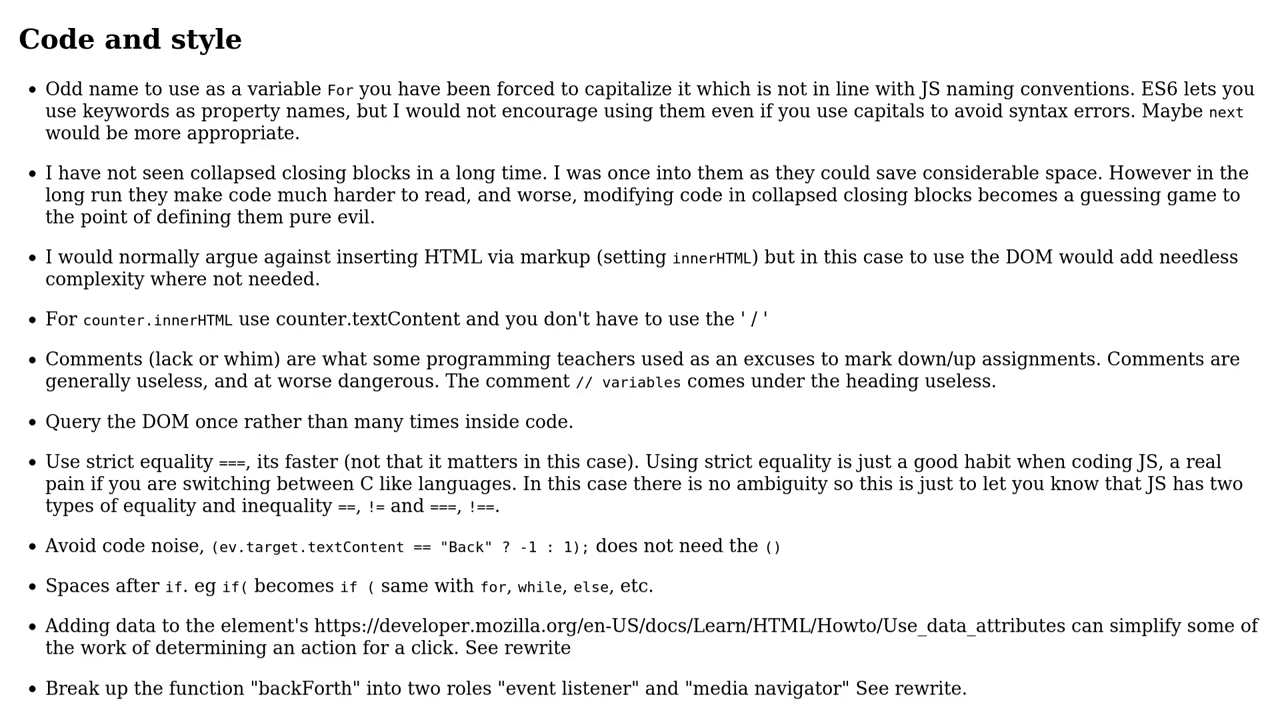 Code and style
Odd name to use as a variable For you have been forced to capitalize it which is not in line with JS naming conventions. ES6 lets you
use keywords as property names, but I would not encourage using them even if you use capitals to avoid syntax errors. Maybe next
would be more appropriate.
I have not seen collapsed closing blocks in a long time. I was once into them as they could save considerable space. However in the
long run they make code much harder to read, and worse, modifying code in collapsed closing blocks becomes a guessing game to
the point of defining them pure evil.
I would normally argue against inserting HTML via markup (setting innerHTML) but in this case to use the DOM would add needless
complexity where not needed.
For counter.innerHTML use counter.textContent and you don't have to use the ' / '
Comments (lack or whim) are what some programming teachers used as an excuses to mark down/up assignments. Comments are
generally useless, and at worse dangerous. The comment // variables comes under the heading useless.
Query the DOM once rather than many times inside code.
Use strict equality ===, its faster (not that it matters in this case). Using strict equality is just a good habit when coding JS, a real
pain if you are switching between C like languages. In this case there is no ambiguity so this is just to let you know that JS has two
types of equality and inequality ==, != and ===, !==.
Avoid code noise, (ev.target.textContent == "Back" ? -1 : 1); does not need the ()
Spaces after if. eg if( becomes if ( same with for, while, else, etc.
Adding data to the element's https://developer.mozilla.org/en-US/docs/Learn/HTML/Howto/Use_data_attributes can simplify some of
the work of determining an action for a click. See rewrite
Break up the function "backForth" into two roles "event listener" and "media navigator" See rewrite.